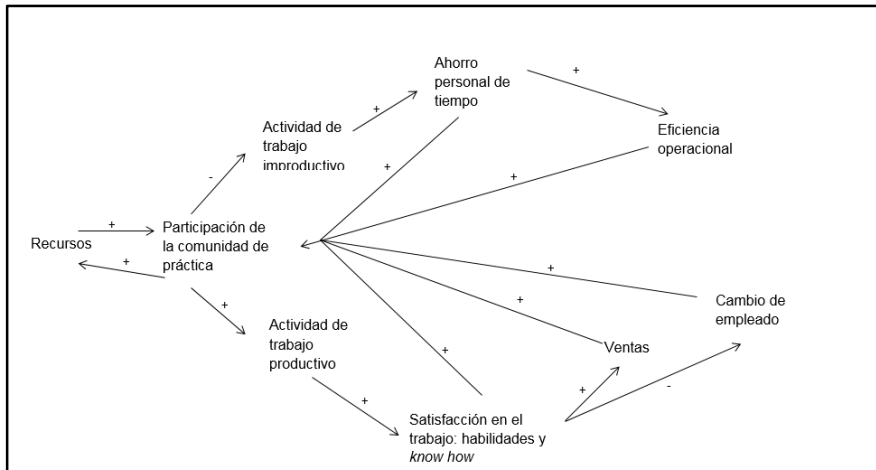 Ahorro
personal de
tiempo
+
+
Actividad de
trabajo
improductivo
Eficiencia
operacional
+
+
-
Participación de
la comunidad de
práctica
+
Recursos
+
+
+
Cambio de
empleado
+
Actividad de
trabajo
productivo
Ventas
+
+
+
-
Satisfacción en el
trabajo: habilidades y
know how